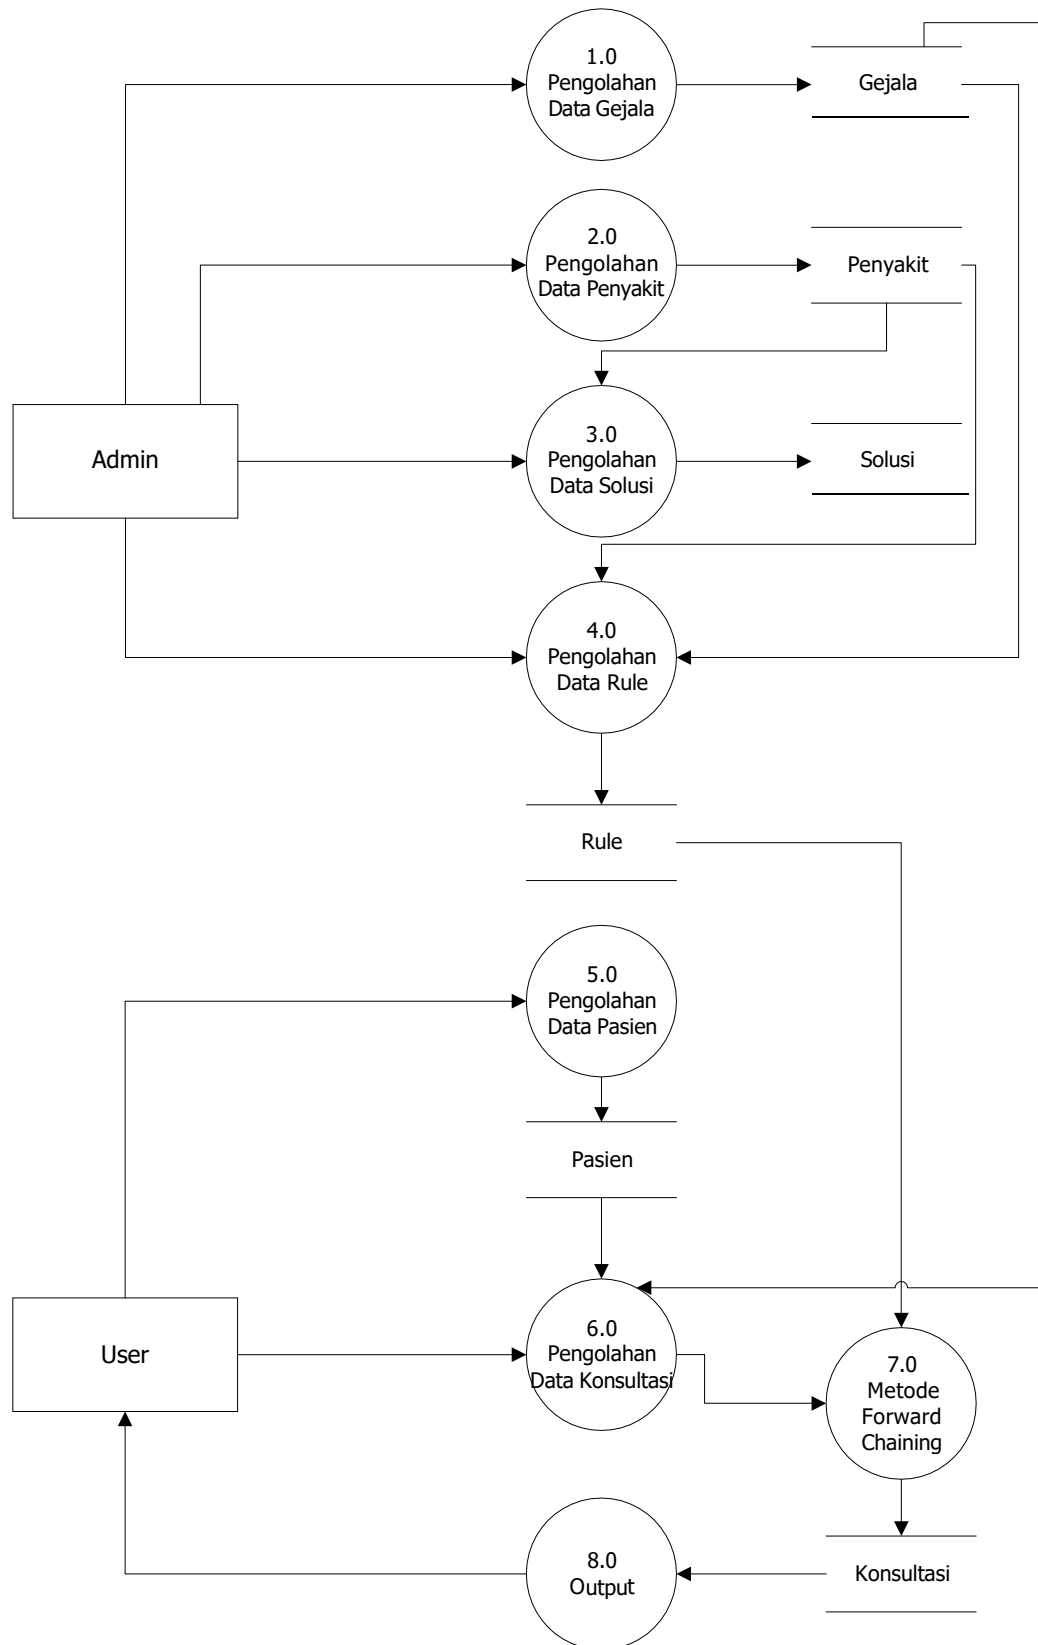 1.0
Pengolahan
Data Gejala
Gejala
2.0
Pengolahan
Data Penyakit
Penyakit
Admin
3.0
Pengolahan
Data Solusi
Solusi
4.0
Pengolahan
Data Rule
Rule
5.0
Pengolahan
Data Pasien
Pasien
User
6.0
Pengolahan
Data Konsultasi
7.0
Metode
Forward
Chaining
8.0
Output
Konsultasi